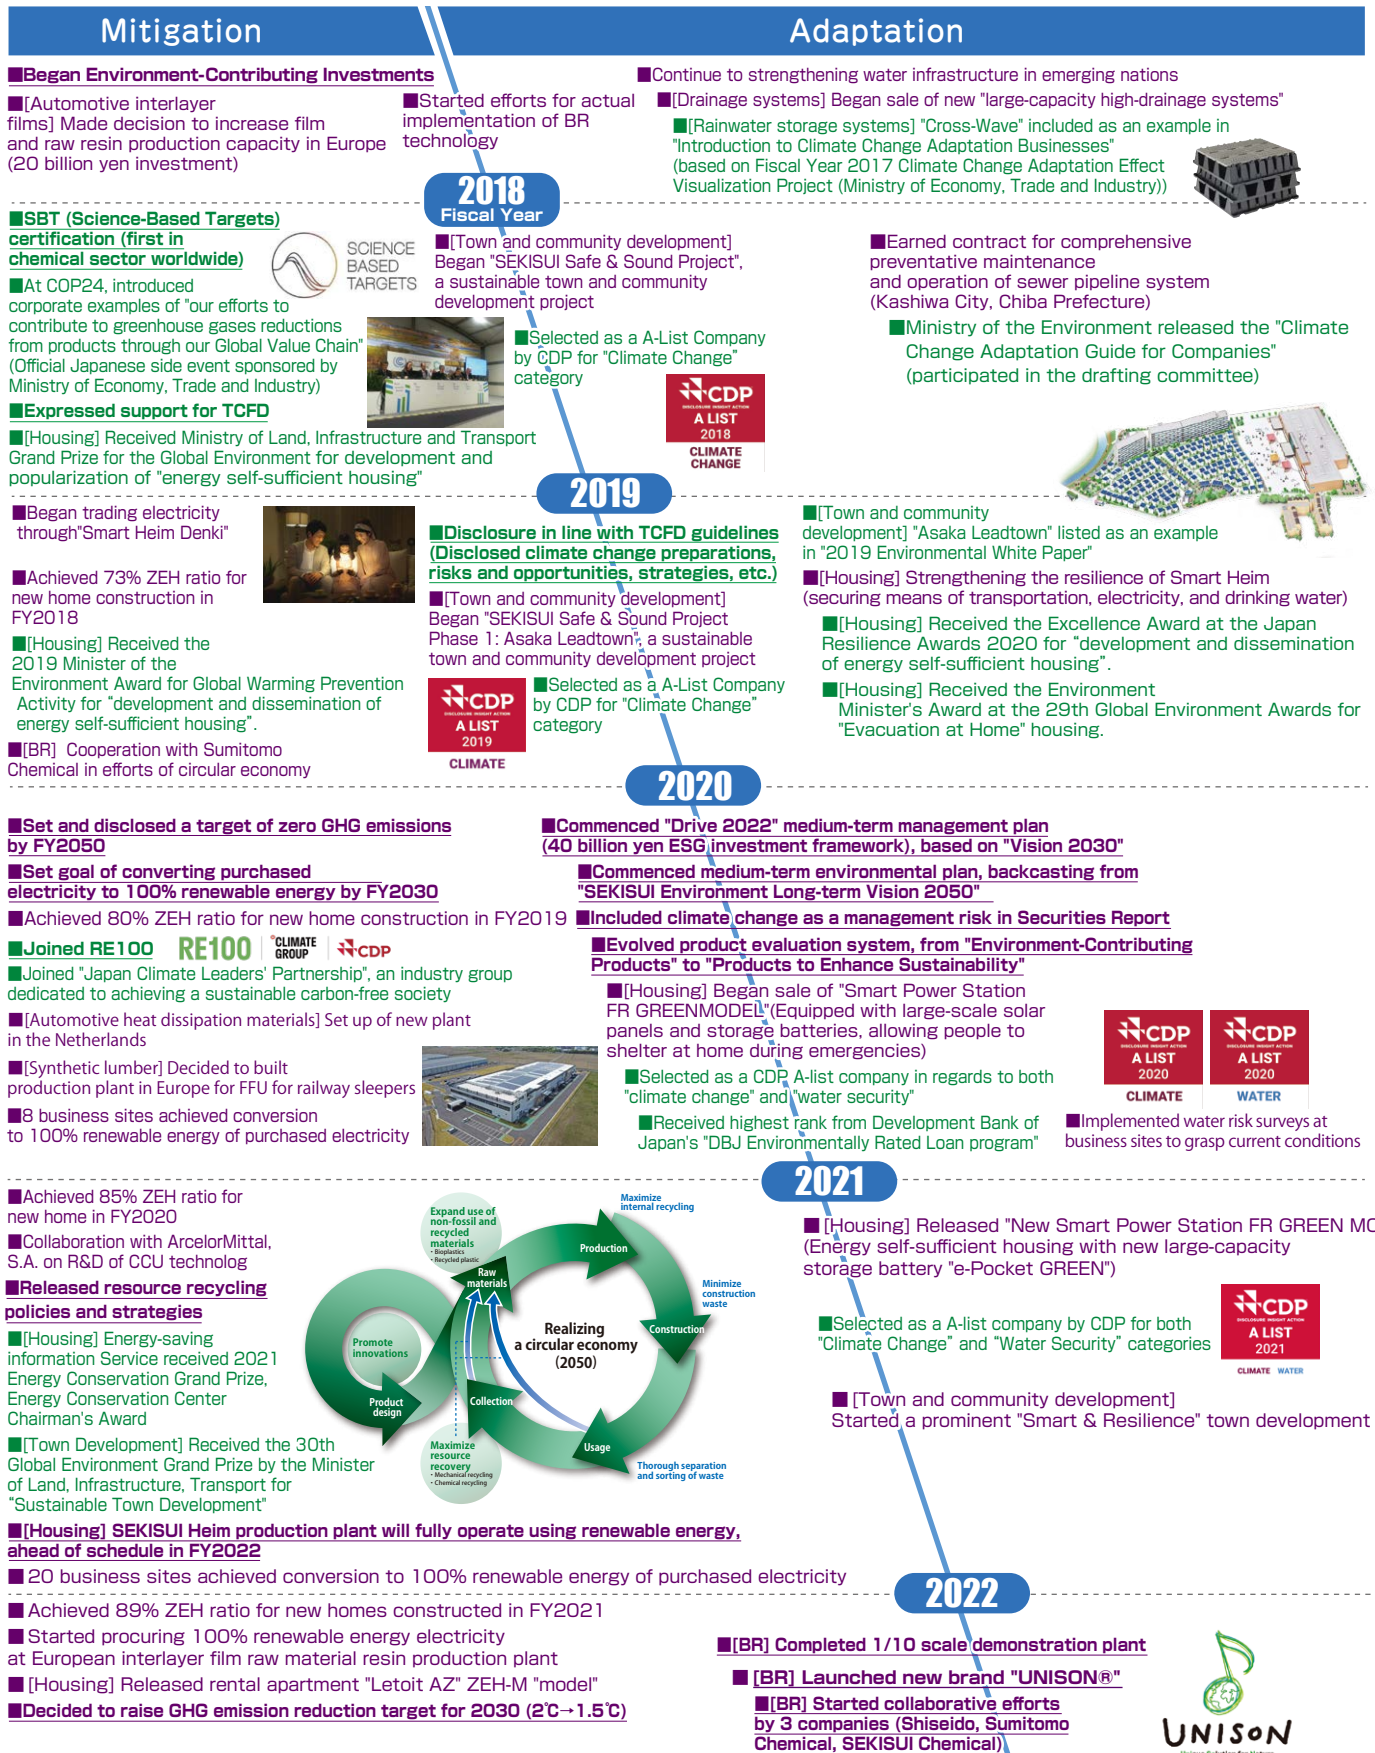 Mitigation
Adaptation
■Began Environment-Contributing Investments
■[Automotive interlayer
films] Made decision to increase film
and raw resin production capacity in Europe
(20 billion yen investment)
■Started efforts for actual
implementation of BR
technology
■Continue to strengthening water infrastructure in emerging nations
■[Drainage systems] Began sale of new "large-capacity high-drainage systems"
■[Rainwater storage systems] "Cross-Wave" included as an example in
"Introduction to Climate Change Adaptation Businesses"
(based on Fiscal Year 2017 Climate Change Adaptation Effect
Visualization Project (Ministry of Economy, Trade and Industry))
2018
Fiscal Year
■SBT (Science-Based Targets)
certification (first in
chemical sector worldwide)
SCIENCE
BASED
TARGETS
■At COP24, introduced
corporate examples of "our efforts to
contribute to greenhouse gases reductions
from products through our Global Value Chain"
(Official Japanese side event sponsored by
Ministry of Economy, Trade and Industry)
■Expressed support for TCFD
■[Housing] Received Ministry of Land, Infrastructure and Transport
Grand Prize for the Global Environment for development and
popularization of "energy self-sufficient housing"
■[Town and community development]
Began "SEKISUI Safe & Sound Project",
a sustainable town and community
development project
■Selected as a A-List Company
by CDP for "Climate Change"
category
CDP
DISCLOSURE INSIGHT ACTION
A LIST
2018
CLIMATE
CHANGE
■Earned contract for comprehensive
preventative maintenance
and operation of sewer pipeline system
(Kashiwa City, Chiba Prefecture)
■Ministry of the Environment released the "Climate
Change Adaptation Guide for Companies"
(participated in the drafting committee)
2019
■Began trading electricity
through"Smart Heim Denki"
■Achieved 73% ZEH ratio for
new home construction in
FY2018
■[Housing] Received the
2019 Minister of the
Environment Award for Global Warming Prevention
Activity for "development and dissemination of
energy self-sufficient housing".
■[BR] Cooperation with Sumitomo
Chemical in efforts of circular economy
■Disclosure in line with TCFD guidelines
(Disclosed climate change preparations,
risks and opportunities, strategies, etc.)
■[Town and community development]
Began "SEKISUI Safe & Sound Project
Phase 1: Asaka Leadtown", a sustainable
town and community development project
CDP
DISCLOSURE INSIGHT ACTION
A LIST
2019
CLIMATE
■Selected as a A-List Company
by CDP for "Climate Change"
category
■[Town and community
development] "Asaka Leadtown" listed as an example
in "2019 Environmental White Paper"
■[Housing] Strengthening the resilience of Smart Heim
(securing means of transportation, electricity, and drinking water)
■[Housing] Received the Excellence Award at the Japan
Resilience Awards 2020 for "development and dissemination
of energy self-sufficient housing".
■[Housing] Received the Environment
Minister's Award at the 29th Global Environment Awards for
"Evacuation at Home" housing.
2020
■Set and disclosed a target of zero GHG emissions
by FY2050
■Set goal of converting purchased
electricity to 100% renewable energy by FY2030
■Achieved 80% ZEH ratio for new home construction in FY2019
■Joined RE100
RE100
°CLIMATE
GROUP
CDP
■Joined "Japan Climate Leaders' Partnership", an industry group
dedicated to achieving a sustainable carbon-free society
■[Automotive heat dissipation materials] Set up of new plant
in the Netherlands
■[Synthetic lumber] Decided to built
production plant in Europe for FFU for railway sleepers
■8 business sites achieved conversion
to 100% renewable energy of purchased electricity
■Commenced "Drive 2022" medium-term management plan
(40 billion yen ESG investment framework), based on "Vision 2030"
■Commenced medium-term environmental plan, backcasting from
"SEKISUI Environment Long-term Vision 2050"
■Included climate change as a management risk in Securities Report
■Evolved product evaluation system, from "Environment-Contributing
Products" to "Products to Enhance Sustainability"
■[Housing] Began sale of "Smart Power Station
FR GREENMODEL"(Equipped with large-scale solar
panels and storage batteries, allowing people to
shelter at home during emergencies)
■Selected as a CDP A-list company in regards to both
"climate change" and "water security"
■Received highest rank from Development Bank of
Japan's "DBJ Environmentally Rated Loan program"
CDP
DISCLOSURE INSIGHT ACTION
A LIST
2020
CLIMATE
CDP
DISCLOSURE INSIGHT ACTION
A LIST
2020
WATER
■Implemented water risk surveys at
business sites to grasp current conditions
2021
■Achieved 85% ZEH ratio for
new home in FY2020
■Collaboration with ArcelorMittal,
S.A. on R&D of CCU technolog
■Released resource recycling
policies and strategies
■[Housing] Energy-saving
information Service received 2021
Energy Conservation Grand Prize,
Energy Conservation Center
Chairman's Award
■[Town Development] Received the 30th
Global Environment Grand Prize by the Minister
of Land, Infrastructure, Transport for
"Sustainable Town Development"
■[Housing] SEKISUI Heim production plant will fully operate using renewable energy,
ahead of schedule in FY2022
■ 20 business sites achieved conversion to 100% renewable energy of purchased electricity
Expand use of
non-fossil and
recycled
materials
• Bioplastics
• Recycled plastic
Maximize
internal recycling
Production
Raw
materials
Minimize
construction
waste
Construction
Realizing
a circular economy
(2050)
Promote
innovations
Product
design
Collection
Usage
Maximize
resource
recovery
• Mechanical recycling
• Chemical recycling
Thorough separation
and sorting of waste
■ [Housing] Released "New Smart Power Station FR GREEN MO
(Energy self-sufficient housing with new large-capacity
storage battery "e-Pocket GREEN")
■Selected as a A-list company by CDP for both
"Climate Change" and "Water Security" categories
CDP
DISCLOSURE INSIGHT ACTION
A LIST
2021
CLIMATE WATER
■ [Town and community development]
Started a prominent "Smart & Resilience" town development
2022
■ Achieved 89% ZEH ratio for new homes constructed in FY2021
■ Started procuring 100% renewable energy electricity
at European interlayer film raw material resin production plant
■ [Housing] Released rental apartment "Letoit AZ" ZEH-M "model"
■Decided to raise GHG emission reduction target for 2030 (2℃→1.5℃)
■[BR] Completed 1/10 scale demonstration plant
■ [BR] Launched new brand "UNISON®"
■[BR] Started collaborative efforts
by 3 companies (Shiseido, Sumitomo
Chemical, SEKISUI Chemical)
UNISON